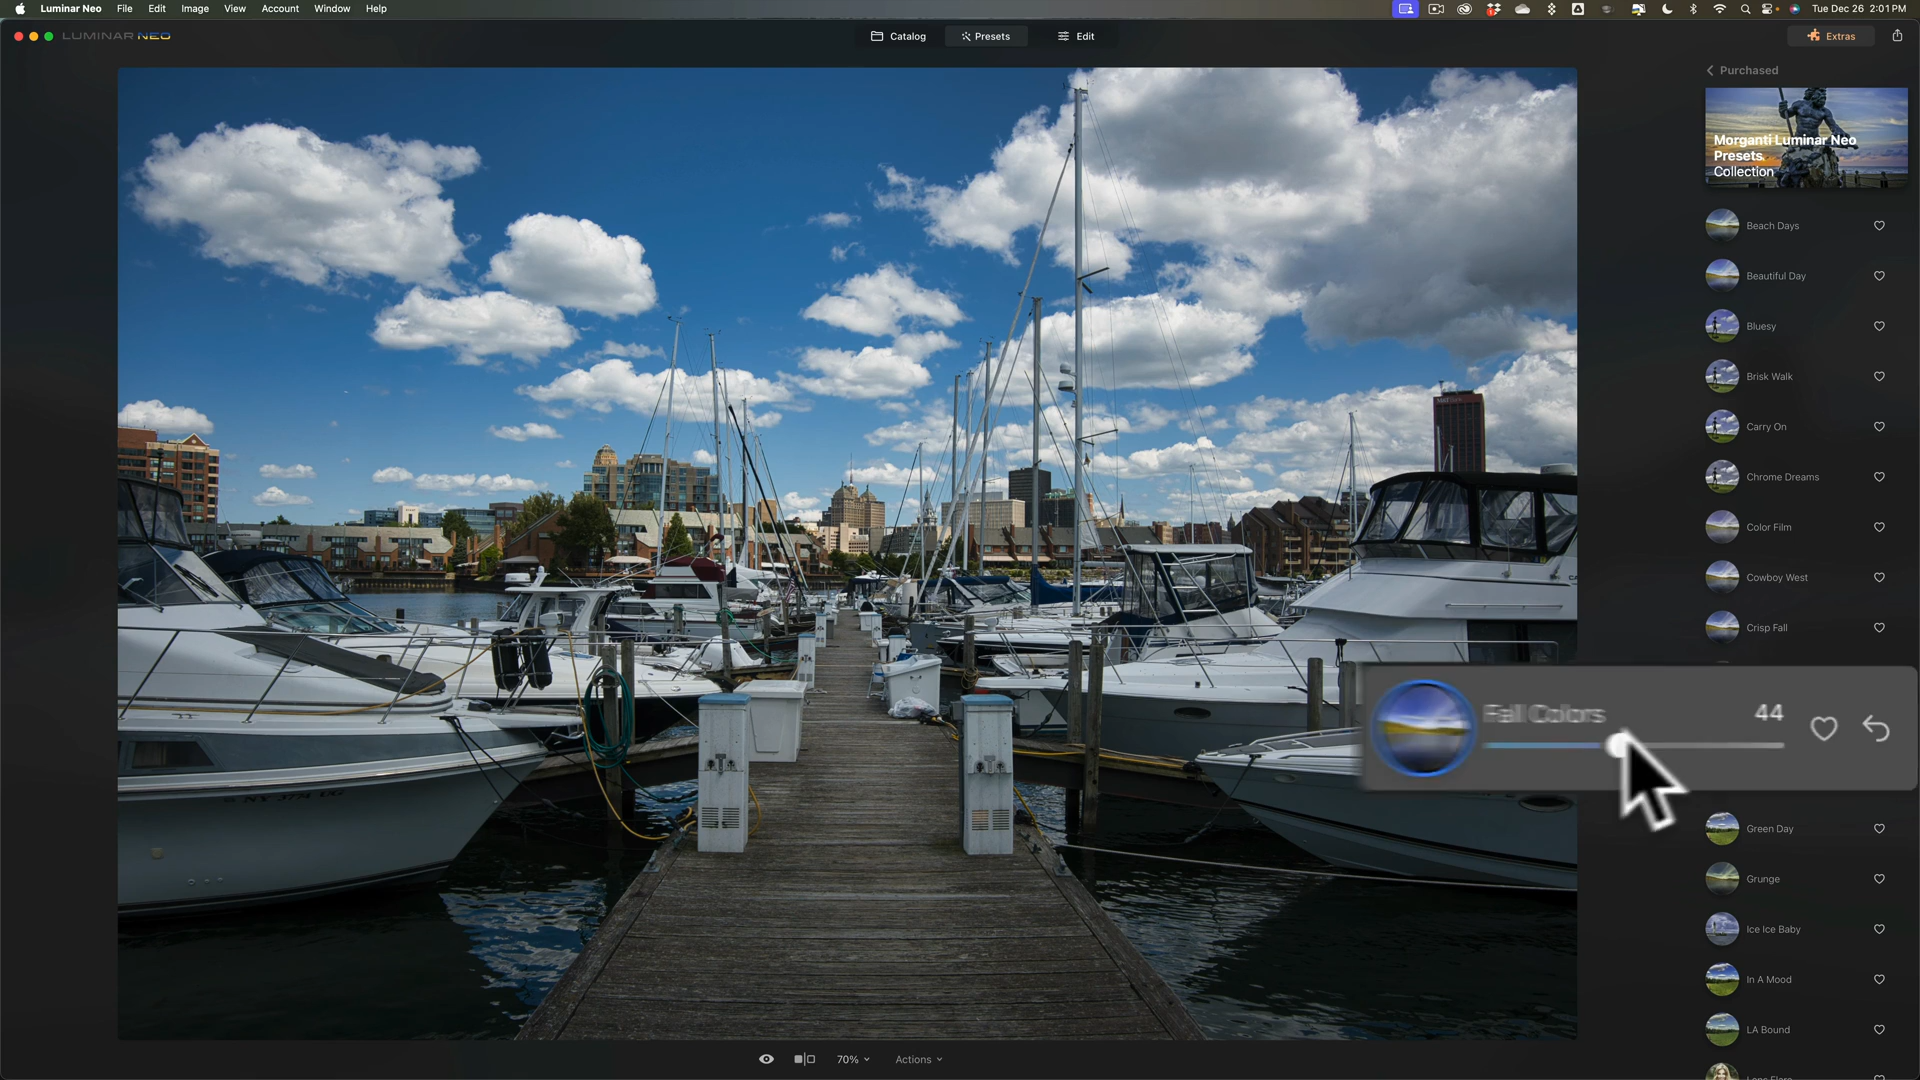 Luminar Neo File Edit Image View Account Window Help
Tue Dec 26 2:01 PM
LUMINAR NEO
Catalog
Presets
Edit
Extras
Purchased
Morganti Luminar Neo
Presets
Collection
Beach Days
Beautiful Day
Bluesy
Brisk Walk
Carry On
Chrome Dreams
Color Film
Cowboy West
Crisp Fall
Fall Colors 44
Green Day
Grunge
Ice Ice Baby
In A Mood
LA Bound
70%
Actions